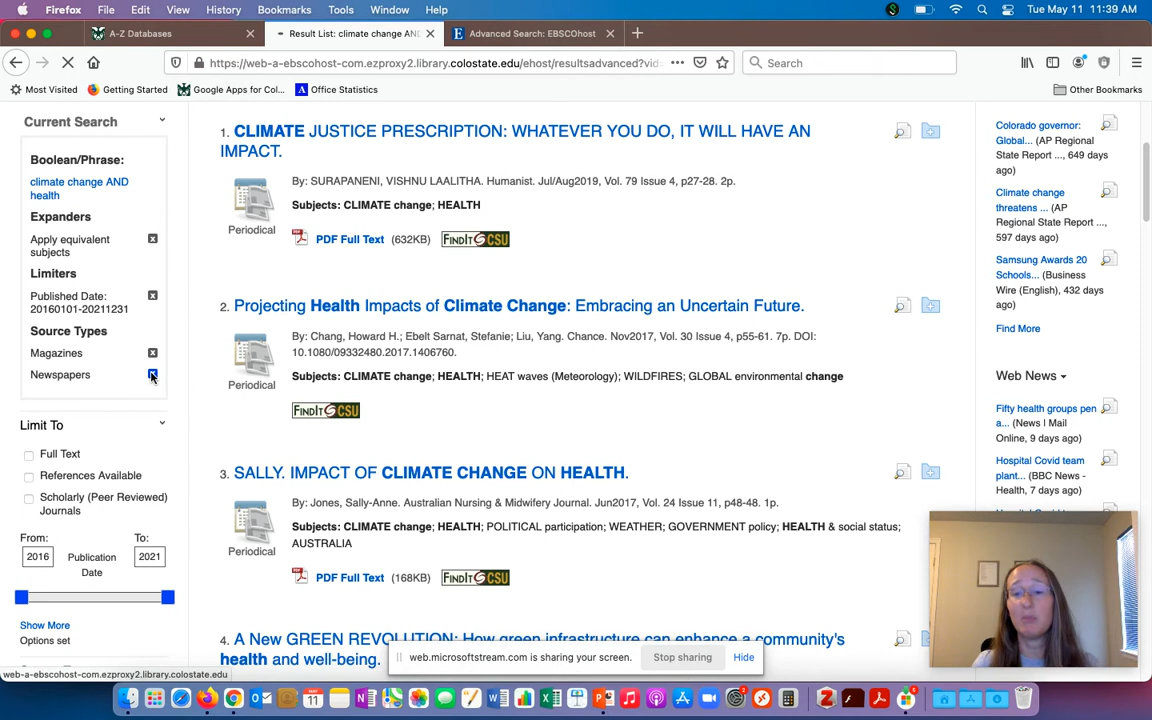 Firefox File Edit View History Bookmarks Tools Window Help Tue May 11 11:39 AM
A-Z Databases
Result List: climate change AN
Advanced Search: EBSCOhost
https://web-a-ebscohost-com.ezproxy2.library.colostate.edu/ehost/resultsadvanced?vid
Search
Most Visited Getting Started Google Apps for Col... Office Statistics Other Bookmarks
Current Search
Boolean/Phrase:
climate change AND
health
Expanders
Apply equivalent
subjects
Limiters
Published Date:
20160101-20211231
Source Types
Magazines
Newspapers
Limit To
Full Text
References Available
Scholarly (Peer Reviewed)
Journals
From: To:
2016 Publication 2021
Date
Show More
Options set
web-a-ebscohost-com.ezproxy2.library.colostate.edu
1. CLIMATE JUSTICE PRESCRIPTION: WHATEVER YOU DO, IT WILL HAVE AN
IMPACT.
By: SURAPANENI, VISHNU LAALITHA. Humanist. Jul/Aug2019, Vol. 79 Issue 4, p27-28. 2p.
Subjects: CLIMATE change; HEALTH
Periodical
PDF Full Text (632KB) FindIt@CSU
2. Projecting Health Impacts of Climate Change: Embracing an Uncertain Future.
By: Chang, Howard H.; Ebelt Sarnat, Stefanie; Liu, Yang. Chance. Nov2017, Vol. 30 Issue 4, p55-61. 7p. DOI:
10.1080/09332480.2017.1406760.
Subjects: CLIMATE change; HEALTH; HEAT waves (Meteorology); WILDFIRES; GLOBAL environmental change
Periodical
FindIt@CSU
3. SALLY. IMPACT OF CLIMATE CHANGE ON HEALTH.
By: Jones, Sally-Anne. Australian Nursing & Midwifery Journal. Jun2017, Vol. 24 Issue 11, p48-48. 1p.
Subjects: CLIMATE change; HEALTH; POLITICAL participation; WEATHER; GOVERNMENT policy; HEALTH & social status;
AUSTRALIA
Periodical
PDF Full Text (168KB) FindIt@CSU
4. A New GREEN REVOLUTION: How green infrastructure can enhance a community's
health and well-being.
web.microsoftstream.com is sharing your screen. Stop sharing Hide
Colorado governor:
Global... (AP Regional
State Report ..., 649 days
ago)
Climate change
threatens ... (AP
Regional State Report ...,
597 days ago)
Samsung Awards 20
Schools... (Business
Wire (English), 432 days
ago)
Find More
Web News
Fifty health groups pen
a... (News | Mail
Online, 9 days ago)
Hospital Covid team
plant... (BBC News -
Health, 7 days ago)